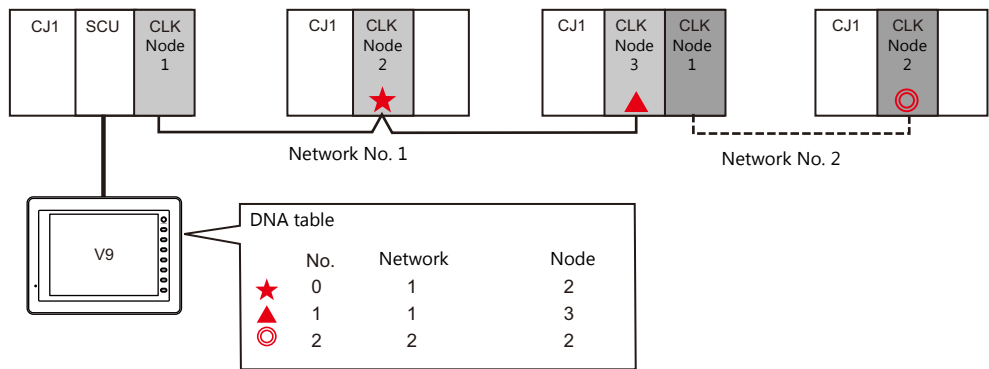 CJ1 SCU CLK
Node
1
CJ1 CLK
Node
2
CJ1 CLK CLK
Node Node
3 1
CJ1 CLK
Node
2
Network No. 1
Network No. 2
V9
DNA table
No. Network Node
0 1 2
1 1 3
2 2 2